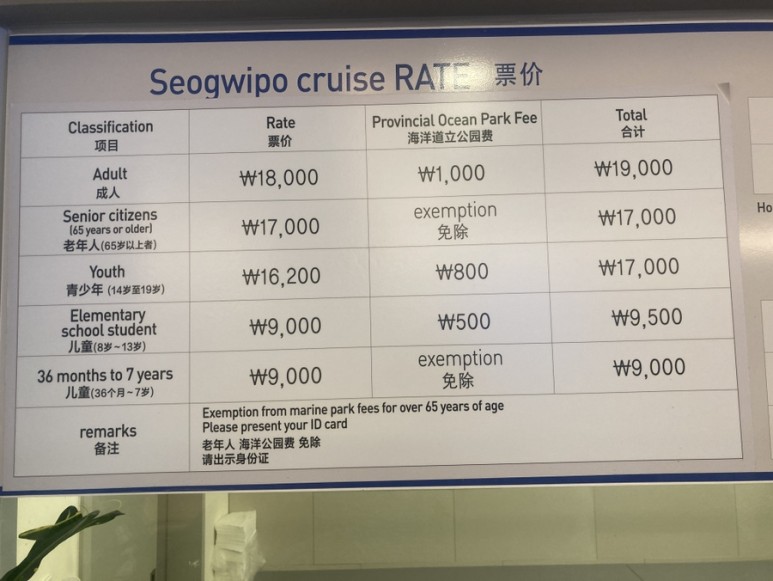 Seogwipo cruise RATE 票价
Classification
项目
Rate
票价
Provincial Ocean Park Fee
海洋道立公园费
Total
合计
Adult
成人
₩18,000
₩1,000
₩19,000
Senior citizens
(65 years or older)
老年人(65岁以上者)
₩17,000
exemption
免除
₩17,000
Youth
青少年 (14岁至19岁)
₩16,200
₩800
₩17,000
Elementary
school student
儿童(8岁~13岁)
₩9,000
₩500
₩9,500
36 months to 7 years
儿童(36个月~7岁)
₩9,000
exemption
免除
₩9,000
remarks
备注
Exemption from marine park fees for over 65 years of age
Please present your ID card
老年人 海洋公园费 免除
请出示身份证
Ho